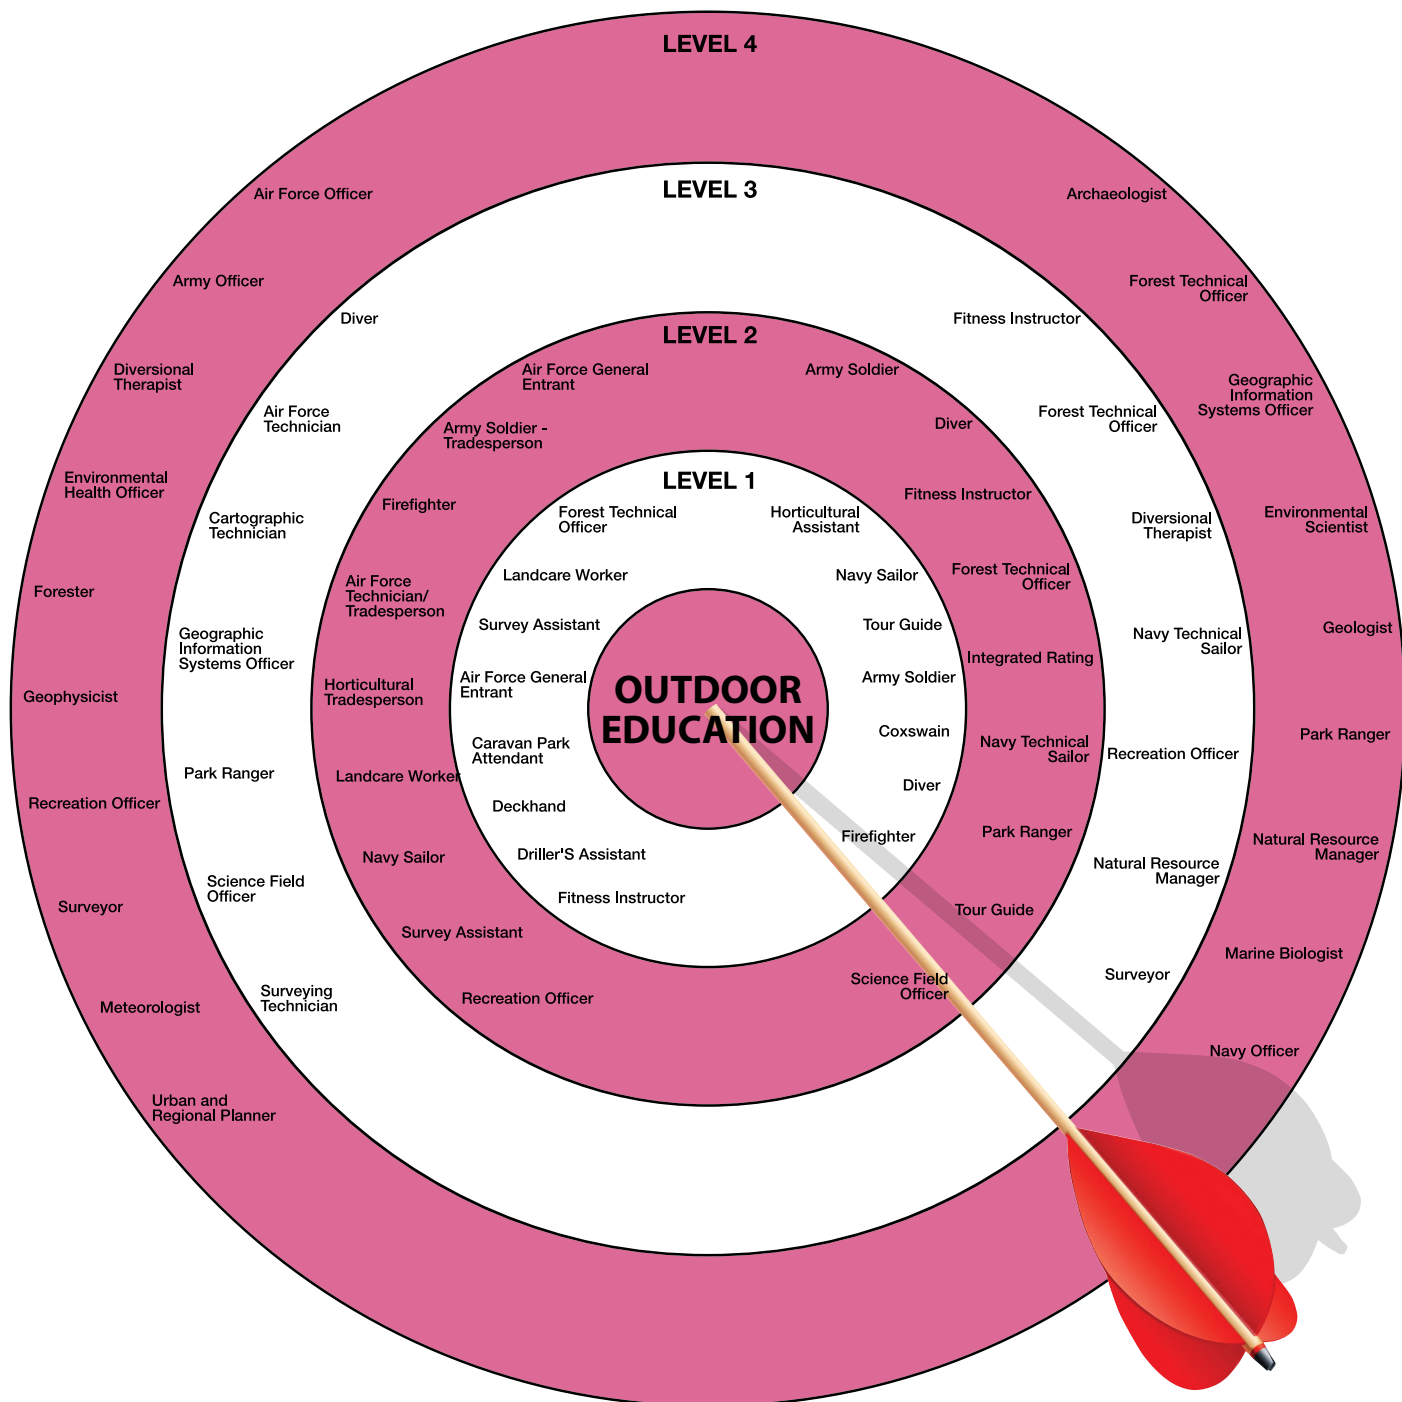 LEVEL 4
Air Force Officer
Army Officer
Diversional
Therapist
Environmental
Health Officer
Forester
Geophysicist
Recreation Officer
Surveyor
Meteorologist
Urban and
Regional Planner
Archaeologist
Forest Technical
Officer
Geographic
Information
Systems Officer
Environmental
Scientist
Geologist
Park Ranger
Natural Resource
Manager
Marine Biologist
Navy Officer
LEVEL 3
Diver
Air Force
Technician
Cartographic
Technician
Geographic
Information
Systems Officer
Park Ranger
Science Field
Officer
Surveying
Technician
Fitness Instructor
Forest Technical
Officer
Diversional
Therapist
Navy Technical
Sailor
Recreation Officer
Natural Resource
Manager
Surveyor
LEVEL 2
Air Force General
Entrant
Army Soldier -
Tradesperson
Firefighter
Air Force
Technician/
Tradesperson
Horticultural
Tradesperson
Landcare Worker
Navy Sailor
Survey Assistant
Recreation Officer
Army Soldier
Diver
Fitness Instructor
Forest Technical
Officer
Integrated Rating
Navy Technical
Sailor
Park Ranger
Tour Guide
Science Field
Officer
LEVEL 1
Forest Technical
Officer
Landcare Worker
Survey Assistant
Air Force General
Entrant
Caravan Park
Attendant
Deckhand
Driller'S Assistant
Fitness Instructor
Horticultural
Assistant
Navy Sailor
Tour Guide
Army Soldier
Coxswain
Diver
Firefighter
OUTDOOR
EDUCATION